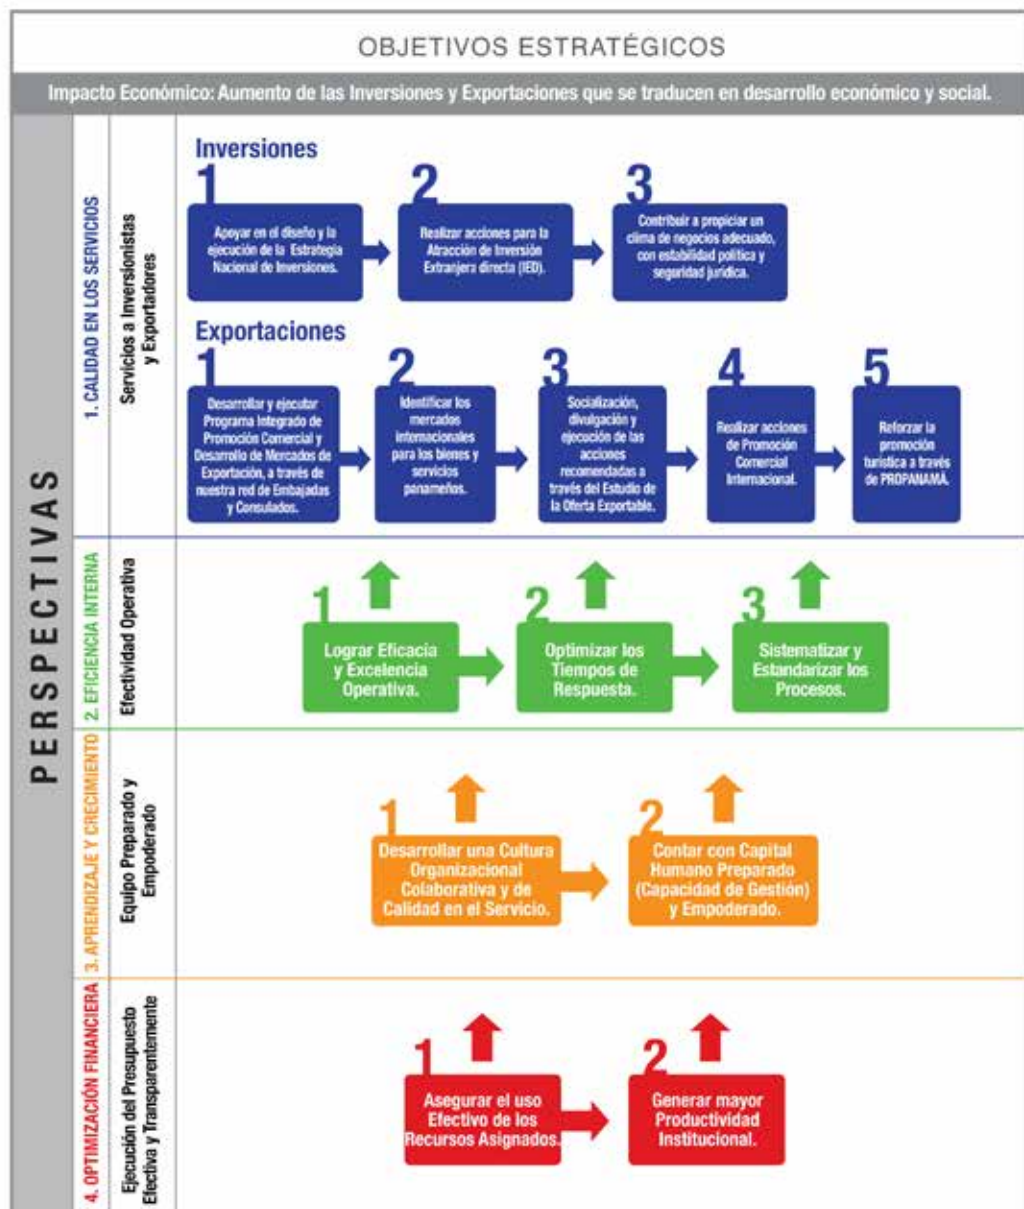 OBJETIVOS ESTRATÉGICOS
Impacto Económico: Aumento de las Inversiones y Exportaciones que se traducen en desarrollo económico y social.
PERSPECTIVAS
1. CALIDAD EN LOS SERVICIOS
Servicios a Inversionistas
y Exportadores
Inversiones
1
Apoyar en el diseño y la
ejecución de la Estrategia
Nacional de Inversiones.
2
Realizar acciones para la
Atracción de Inversión
Extranjera directa (IED).
3
Contribuir a propiciar un
clima de negocios adecuado,
con estabilidad política y
seguridad jurídica.
Exportaciones
1
Desarrollar y ejecutar
Programa Integrado de
Promoción Comercial y
Desarrollo de Mercados de
Exportación, a través de
nuestra red de Embajadas
y Consulados.
2
Identificar los
mercados
internacionales
para los bienes y
servicios
panameños.
3
Socialización,
divulgación y
ejecución de las
acciones
recomendadas a
través del Estudio de
la Oferta Exportable.
4
Realizar acciones
de Promoción
Comercial
Internacional.
5
Reforzar la
promoción
turística a través
de PROPANAMÁ.
2. EFICIENCIA INTERNA
Efectividad Operativa
1
Lograr Eficacia
y Excelencia
Operativa.
2
Optimizar los
Tiempos de
Respuesta.
3
Sistematizar y
Estandarizar los
Procesos.
3. APRENDIZAJE Y CRECIMIENTO
Equipo Preparado y
Empoderado
1
Desarrollar una Cultura
Organizacional
Colaborativa y de
Calidad en el Servicio.
2
Contar con Capital
Humano Preparado
(Capacidad de Gestión)
y Empoderado.
4. OPTIMIZACIÓN FINANCIERA
Ejecución del Presupuesto
Efectiva y Transparentemente
1
Asegurar el uso
Efectivo de los
Recursos Asignados.
2
Generar mayor
Productividad
Institucional.